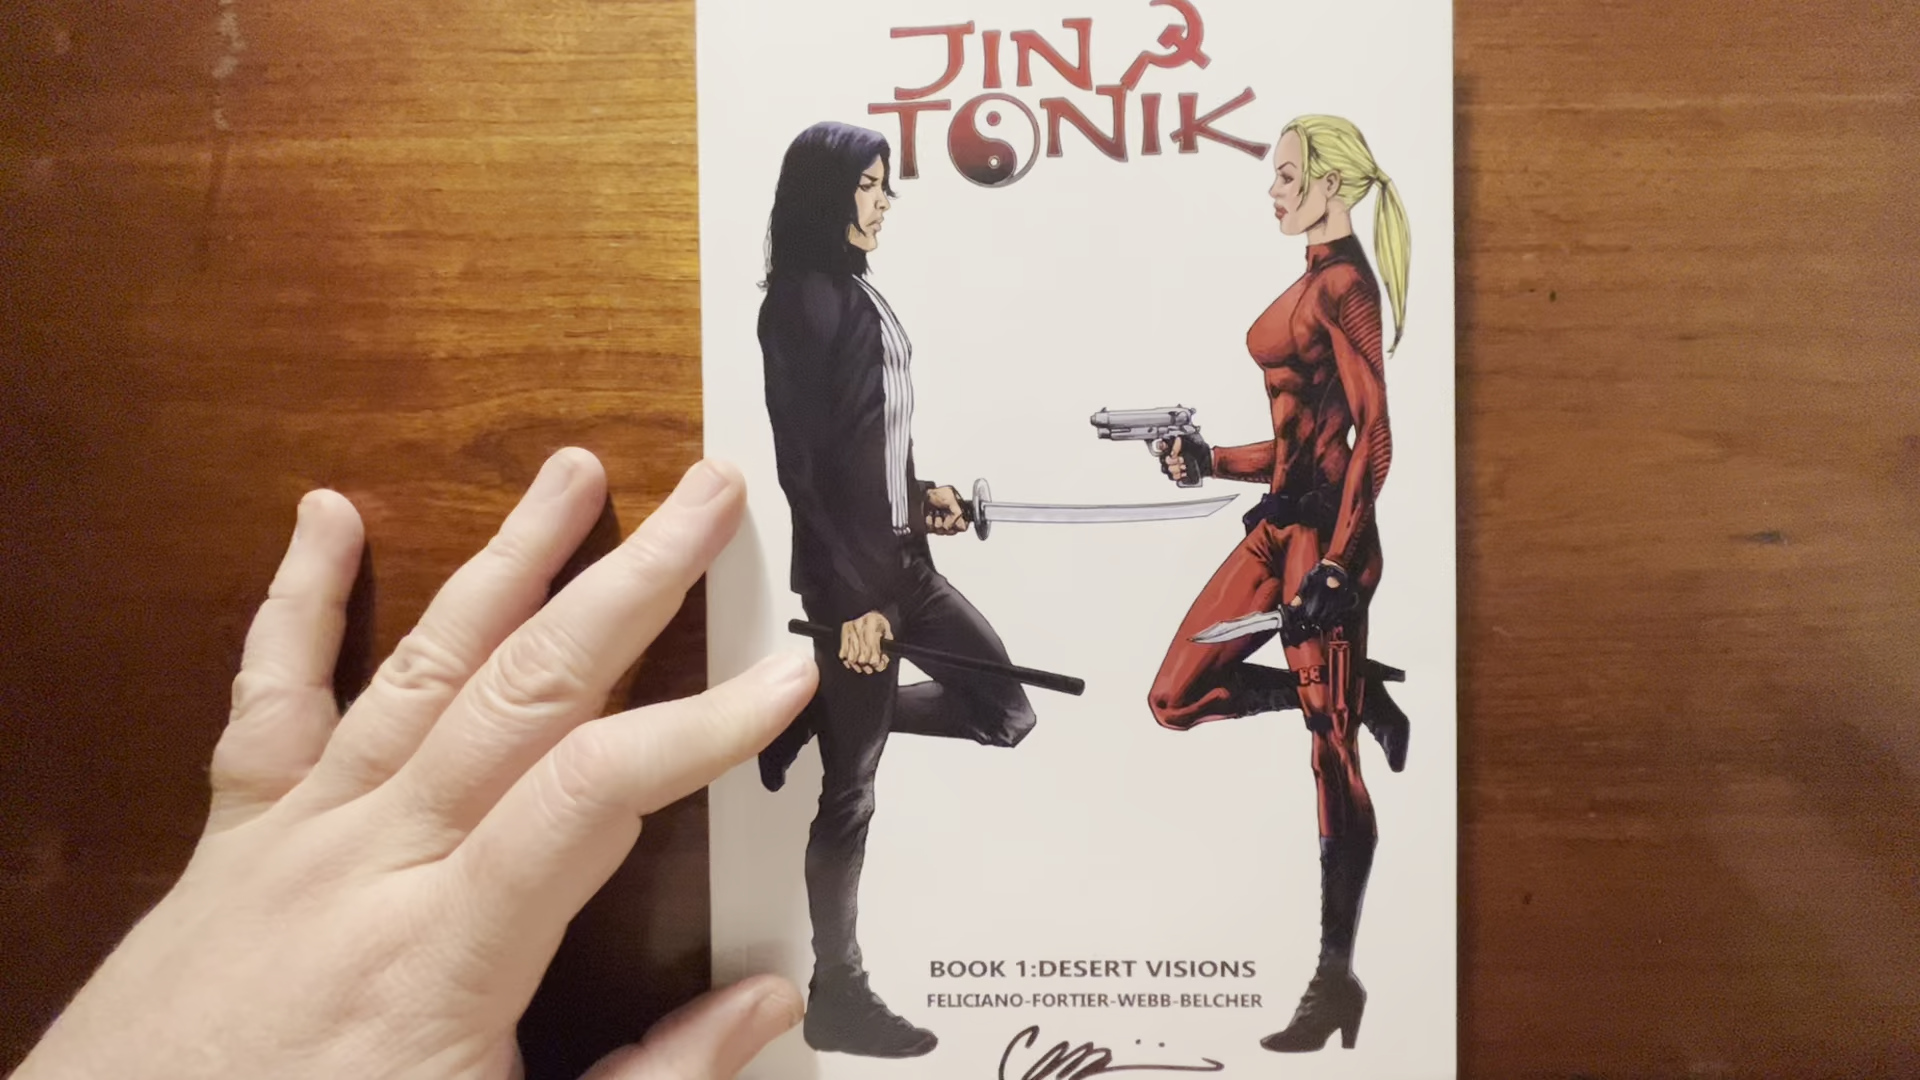 JIN
TONIK
BOOK 1:DESERT VISIONS
FELICIANO-FORTIER-WEBB-BELCHER